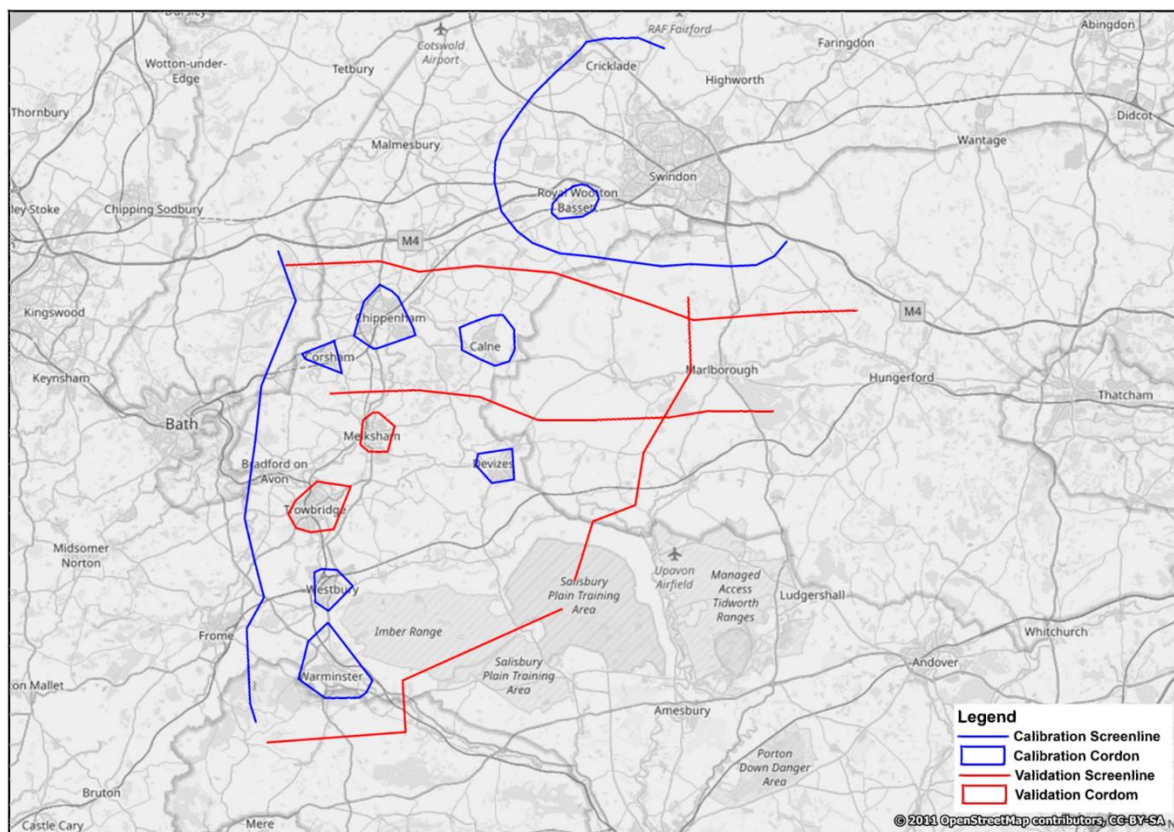 RAF Fairford
Abingdon
Cotswold
Airport
Faringdon
Wotton-under-
Edge
Tetbury
Cricklade
Highworth
Thornbury
Didcot
Malmesbury
Wantage
Swindon
Royal Wootton
Bassett
ley Stoke
Chipping Sodbury
M4
Kingswood
Chippenham
M4
Calne
Corsham
Keynsham
Marlborough
Hungerford
Thatcham
Bath
Melksham
Bradford on
Avon
Devizes
Trowbridge
Midsomer
Norton
Upavon
Airfield
Managed
Access
Tidworth
Ranges
Westbury
Salisbury
Plain Training
Area
Ludgershall
Frome
Imber Range
Whitchurch
Salisbury
Plain Training
Area
Andover
on Mallet
Warminster
Amesbury
Porton
Down Danger
Area
Bruton
Castle Cary
Mere
Legend
Calibration Screenline
Calibration Cordon
Validation Screenline
Validation Cordom
© 2011 OpenStreetMap contributors, CC-BY-SA